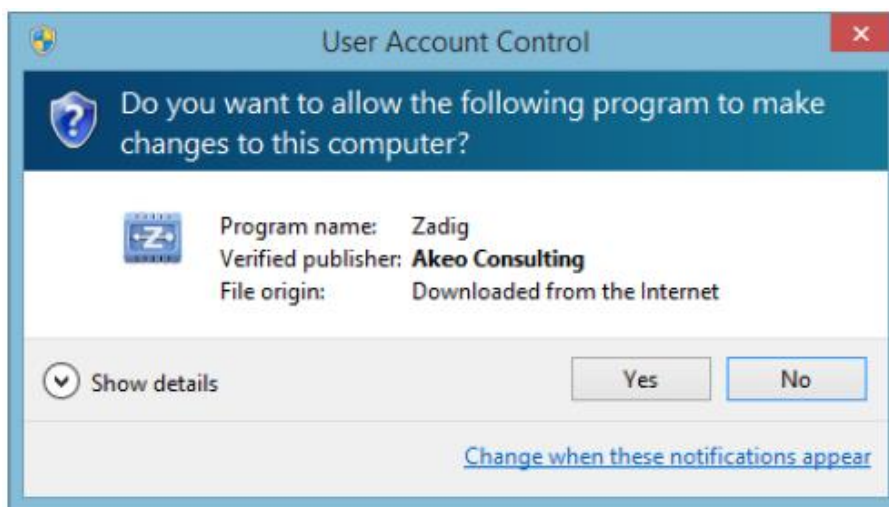 User Account Control
Do you want to allow the following program to make
changes to this computer?
Program name: Zadig
Verified publisher: Akeo Consulting
File origin: Downloaded from the Internet
Show details
Yes
No
Change when these notifications appear